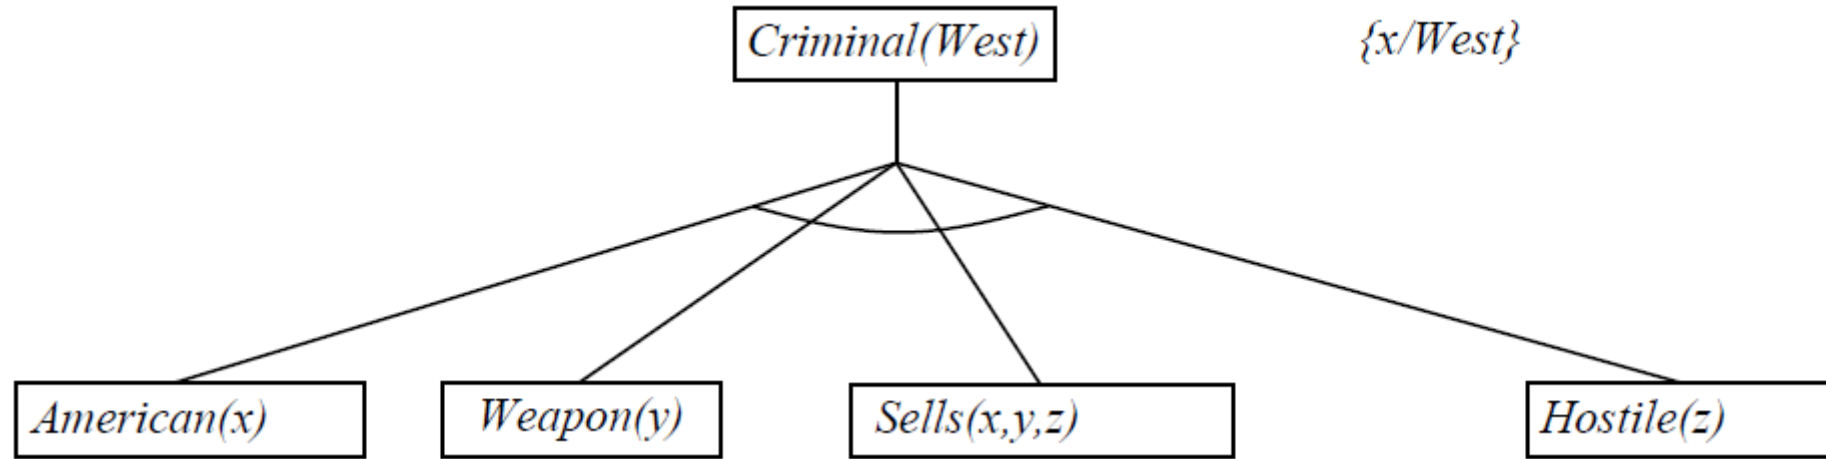 Criminal(West)
{x/West}
American(x)
Weapon(y)
Sells(x,y,z)
Hostile(z)